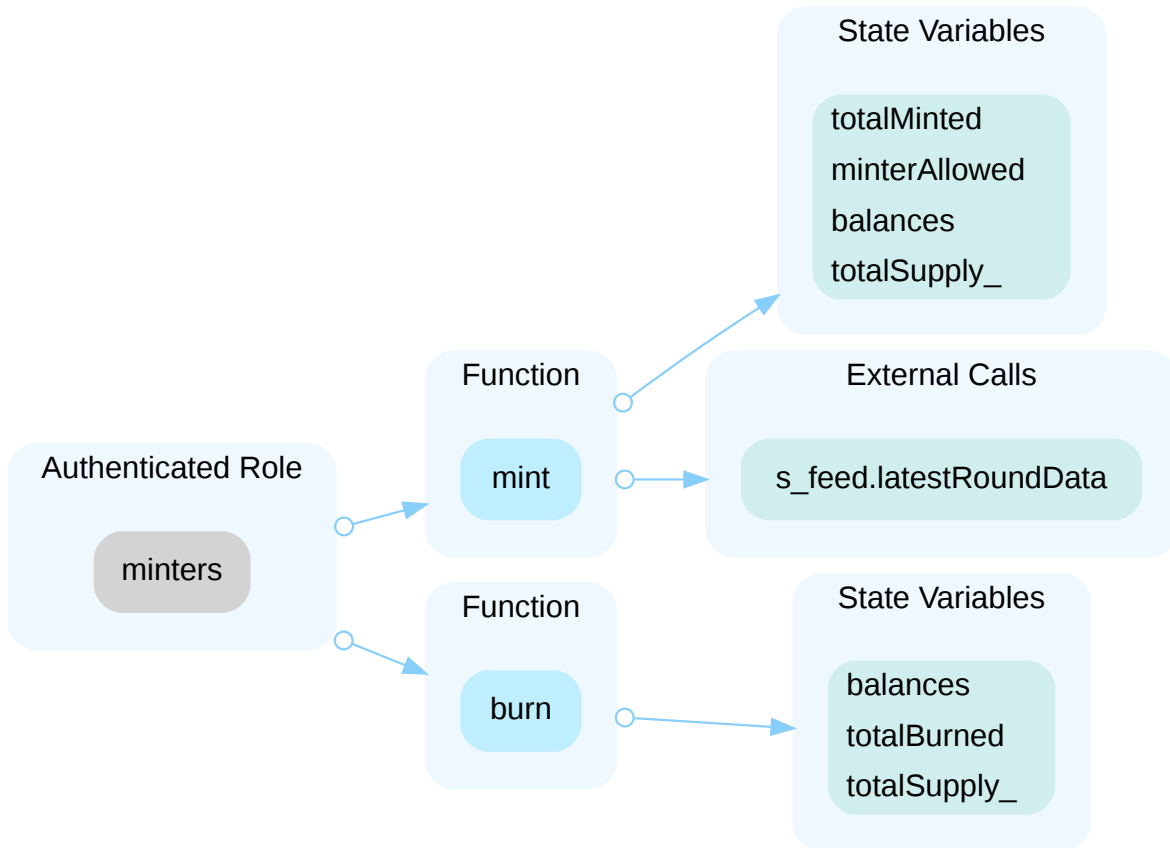 State Variables
totalMinted
minterAllowed
balances
totalSupply_
Function
mint
External Calls
s_feed.latestRoundData
Authenticated Role
minters
Function
burn
State Variables
balances
totalBurned
totalSupply_